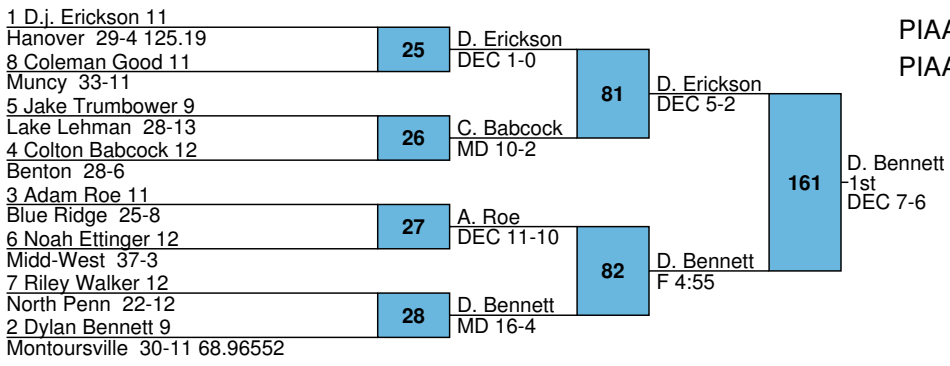 1 D.j. Erickson 11
Hanover 29-4 125.19
8 Coleman Good 11
Muncy 33-11
5 Jake Trumbower 9
Lake Lehman 28-13
4 Colton Babcock 12
Benton 28-6
3 Adam Roe 11
Blue Ridge 25-8
6 Noah Ettinger 12
Midd-West 37-3
7 Riley Walker 12
North Penn 22-12
2 Dylan Bennett 9
Montoursville 30-11 68.96552
25
26
27
28
D. Erickson
DEC 1-0
C. Babcock
MD 10-2
A. Roe
DEC 11-10
D. Bennett
MD 16-4
81
82
D. Erickson
DEC 5-2
D. Bennett
F 4:55
161
D. Bennett
1st
DEC 7-6
PIAA
PIAA